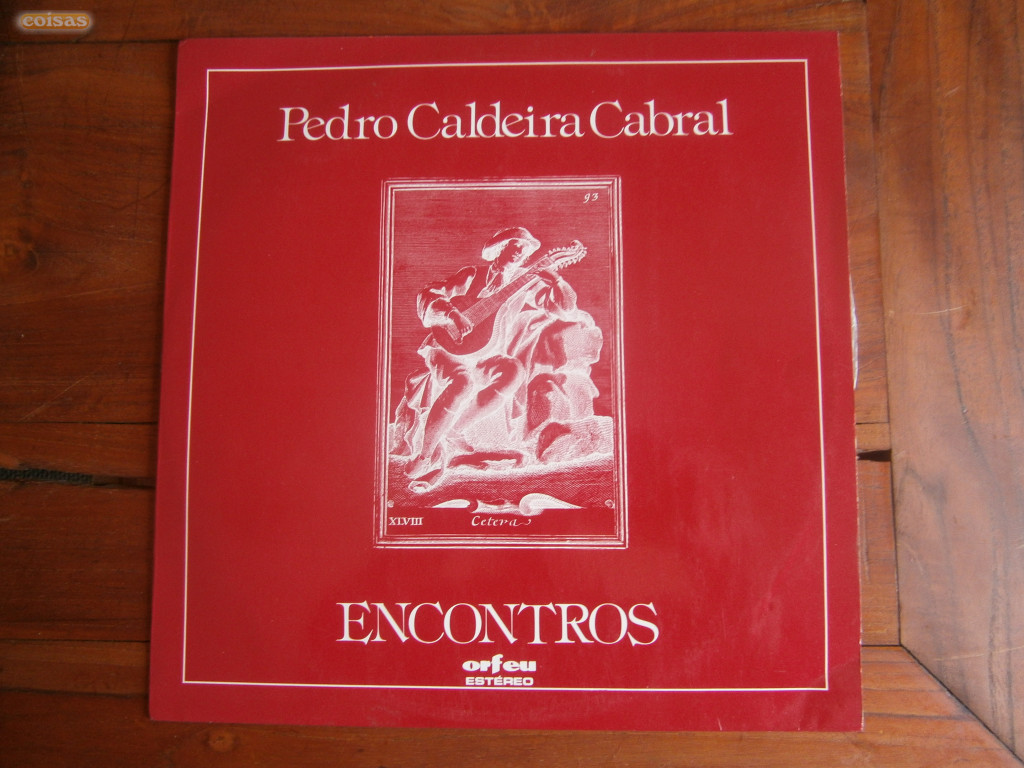 coisas
Pedro Caldeira Cabral
93
XLVIII Cetera
ENCONTROS
orfeu
ESTÉREO